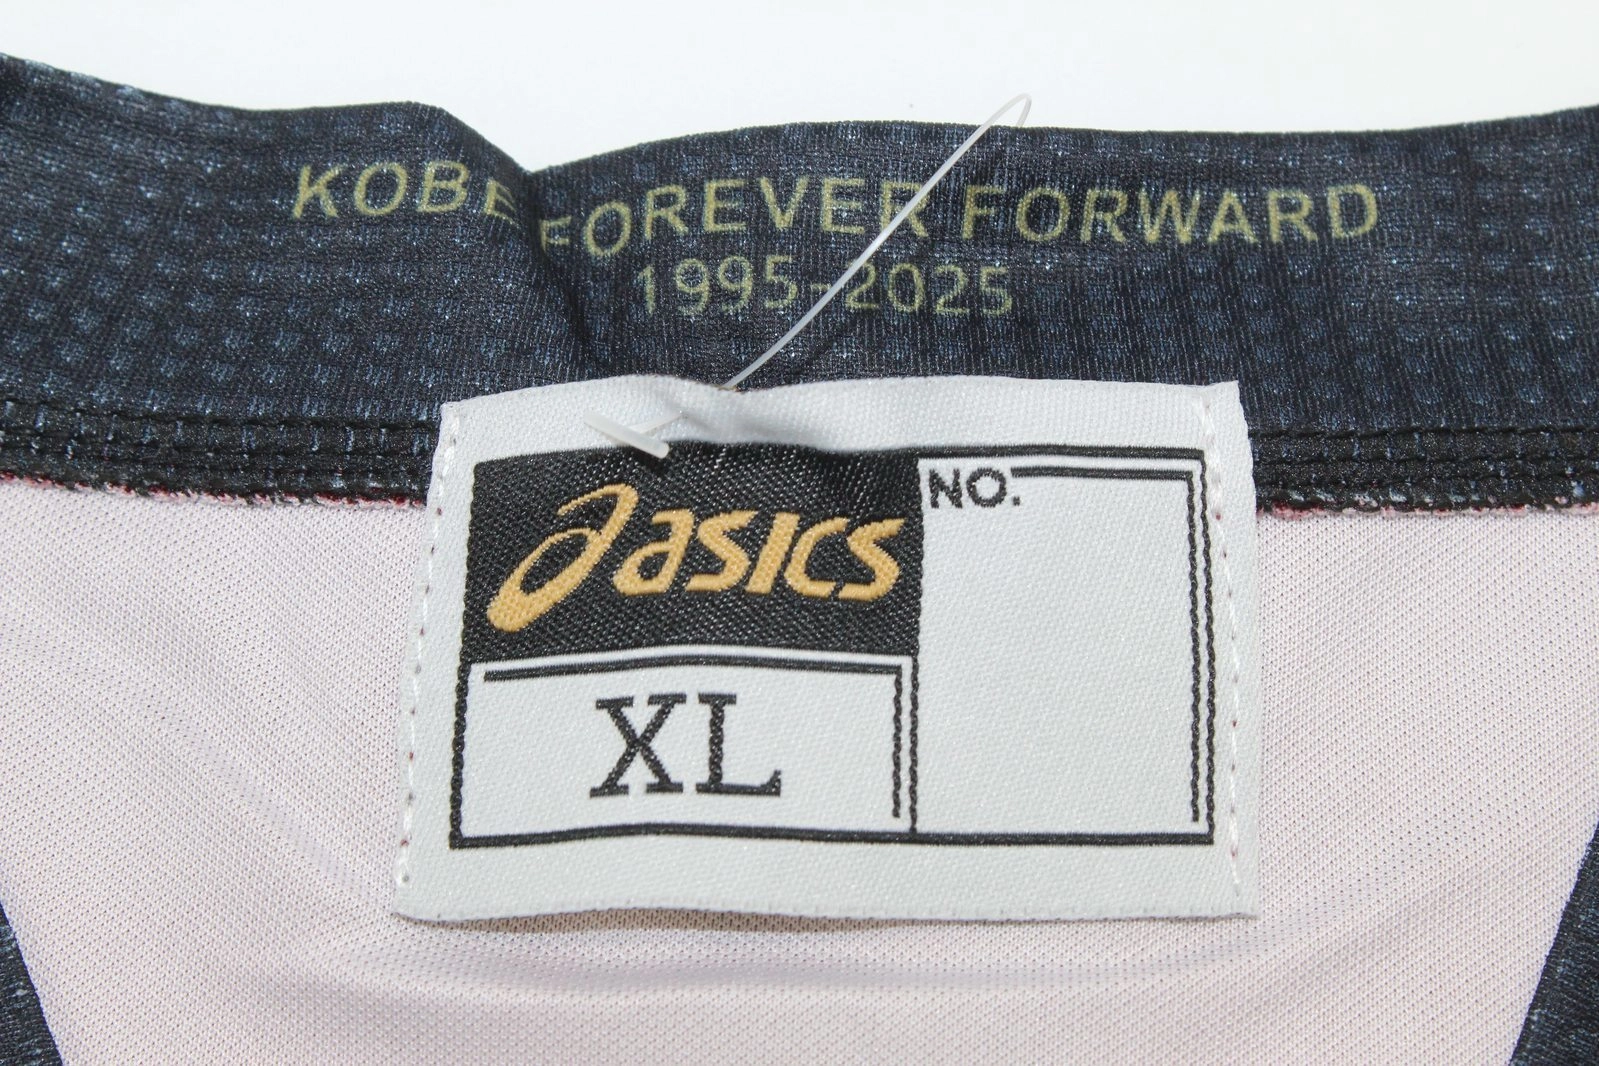 KOBE FOREVER FORWARD
1995-2025
asics
NO.
XL